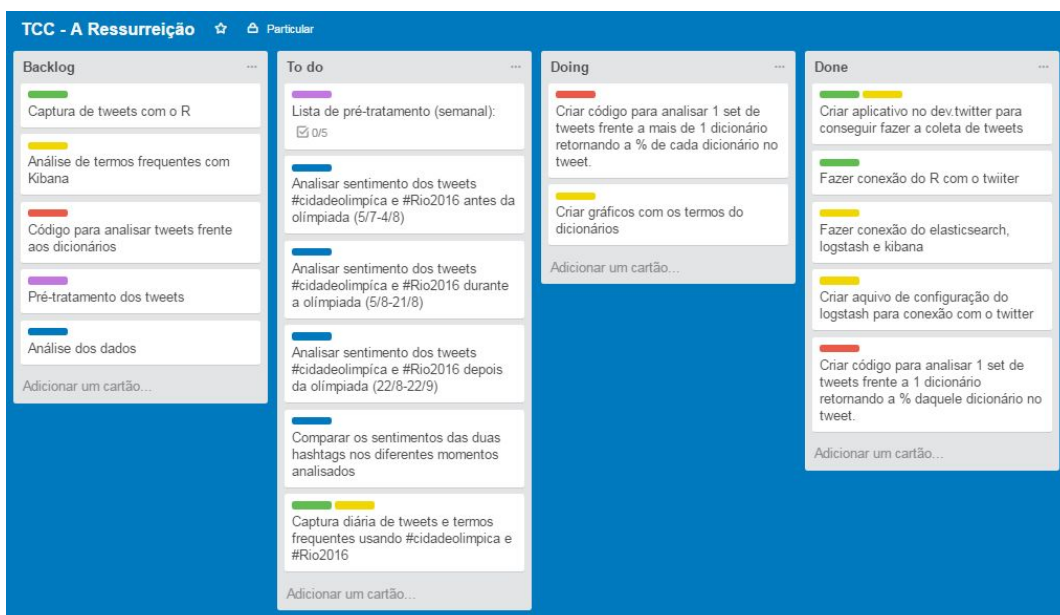 TCC - A Ressurreição
Particular
Backlog
Captura de tweets com o R
Análise de termos frequentes com
Kibana
Código para analisar tweets frente
aos dicionários
Pré-tratamento dos tweets
Análise dos dados
Adicionar um cartão...
To do
Lista de pré-tratamento (semanal):
0/5
Analisar sentimento dos tweets
#cidadeolimpíca e #Rio2016 antes da
olímpiada (5/7-4/8)
Analisar sentimento dos tweets
#cidadeolimpíca e #Rio2016 durante
a olímpiada (5/8-21/8)
Analisar sentimento dos tweets
#cidadeolimpíca e #Rio2016 depois
da olímpiada (22/8-22/9)
Comparar os sentimentos das duas
hashtags nos diferentes momentos
analisados
Captura diária de tweets e termos
frequentes usando #cidadeolimpica e
#Rio2016
Adicionar um cartão...
Doing
Criar código para analisar 1 set de
tweets frente a mais de 1 dicionário
retornando a % de cada dicionário no
tweet.
Criar gráficos com os termos do
dicionários
Adicionar um cartão...
Done
Criar aplicativo no dev.twitter para
conseguir fazer a coleta de tweets
Fazer conexão do R com o twiiter
Fazer conexão do elasticsearch,
logstash e kibana
Criar aquivo de configuração do
logstash para conexão com o twitter
Criar código para analisar 1 set de
tweets frente a 1 dicionário
retornando a % daquele dicionário no
tweet.
Adicionar um cartão...